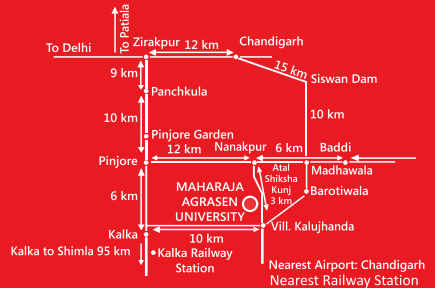 To Patiala
To Delhi
Zirakpur
12 km
Chandigarh
9 km
15 km
Siswan Dam
Panchkula
10 km
10 km
Pinjore Garden
Nanakpur
6 km
Baddi
12 km
Pinjore
Atal
Shiksha
Kunj
3 km
Madhawala
MAHARAJA
AGRASEN
UNIVERSITY
Barotiwala
6 km
Vill. Kalujhanda
Kalka
10 km
Kalka to Shimla 95 km
Kalka Railway
Station
Nearest Airport: Chandigarh
Nearest Railway Station